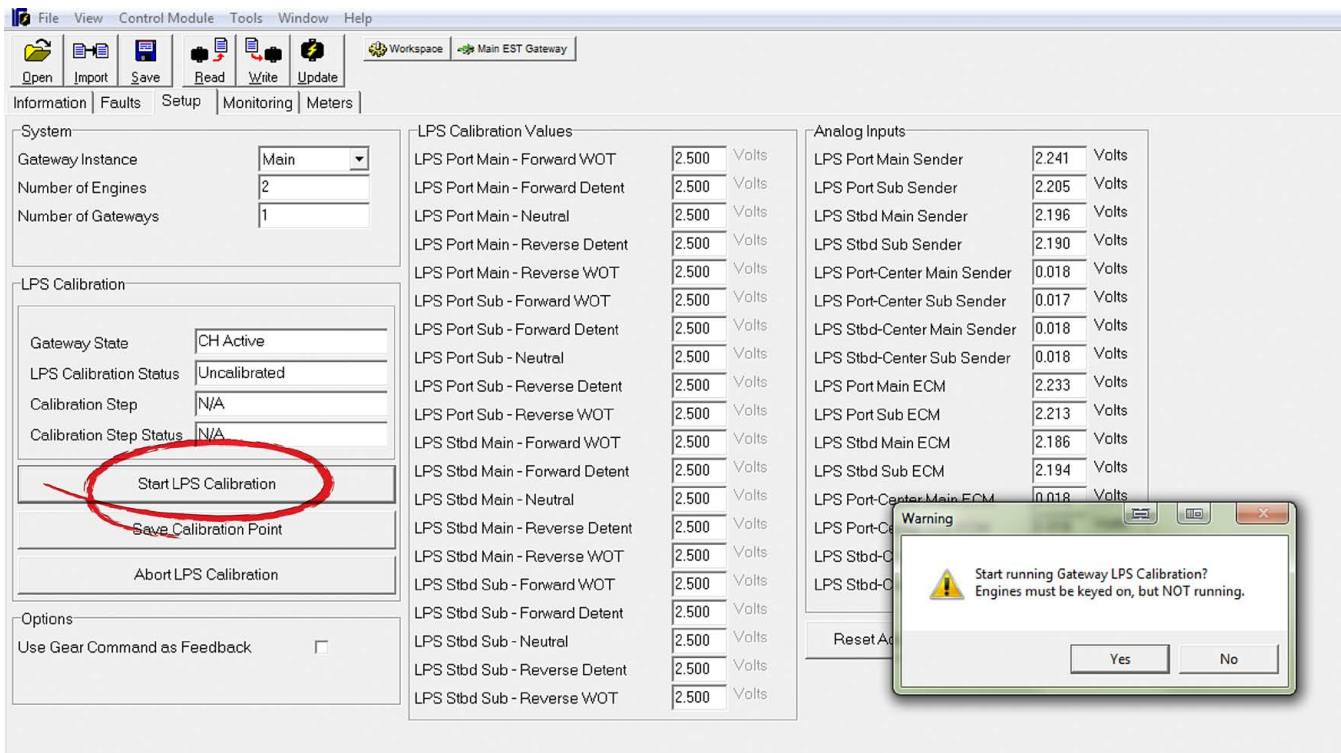 File View Control Module Tools Window Help
Open Import Save Read Write Update Workspace Main EST Gateway
Information Faults Setup Monitoring Meters
System
Gateway Instance Main
Number of Engines 2
Number of Gateways 1
LPS Calibration
Gateway State CH Active
LPS Calibration Status Uncalibrated
Calibration Step N/A
Calibration Step Status N/A
Start LPS Calibration
Save Calibration Point
Abort LPS Calibration
Options
Use Gear Command as Feedback
LPS Calibration Values
LPS Port Main - Forward WOT 2.500 Volts
LPS Port Main - Forward Detent 2.500 Volts
LPS Port Main - Neutral 2.500 Volts
LPS Port Main - Reverse Detent 2.500 Volts
LPS Port Main - Reverse WOT 2.500 Volts
LPS Port Sub - Forward WOT 2.500 Volts
LPS Port Sub - Forward Detent 2.500 Volts
LPS Port Sub - Neutral 2.500 Volts
LPS Port Sub - Reverse Detent 2.500 Volts
LPS Port Sub - Reverse WOT 2.500 Volts
LPS Stbd Main - Forward WOT 2.500 Volts
LPS Stbd Main - Forward Detent 2.500 Volts
LPS Stbd Main - Neutral 2.500 Volts
LPS Stbd Main - Reverse Detent 2.500 Volts
LPS Stbd Main - Reverse WOT 2.500 Volts
LPS Stbd Sub - Forward WOT 2.500 Volts
LPS Stbd Sub - Forward Detent 2.500 Volts
LPS Stbd Sub - Neutral 2.500 Volts
LPS Stbd Sub - Reverse Detent 2.500 Volts
LPS Stbd Sub - Reverse WOT 2.500 Volts
Analog Inputs
LPS Port Main Sender 2.241 Volts
LPS Port Sub Sender 2.205 Volts
LPS Stbd Main Sender 2.196 Volts
LPS Stbd Sub Sender 2.190 Volts
LPS Port-Center Main Sender 0.018 Volts
LPS Port-Center Sub Sender 0.017 Volts
LPS Stbd-Center Main Sender 0.018 Volts
LPS Stbd-Center Sub Sender 0.018 Volts
LPS Port Main ECM 2.233 Volts
LPS Port Sub ECM 2.213 Volts
LPS Stbd Main ECM 2.186 Volts
LPS Stbd Sub ECM 2.194 Volts
LPS Port-Center Main ECM 0.018 Volts
LPS Port-Ce
LPS Stbd-C
LPS Stbd-C
Reset Ad
Warning
Start running Gateway LPS Calibration?
Engines must be keyed on, but NOT running.
Yes No